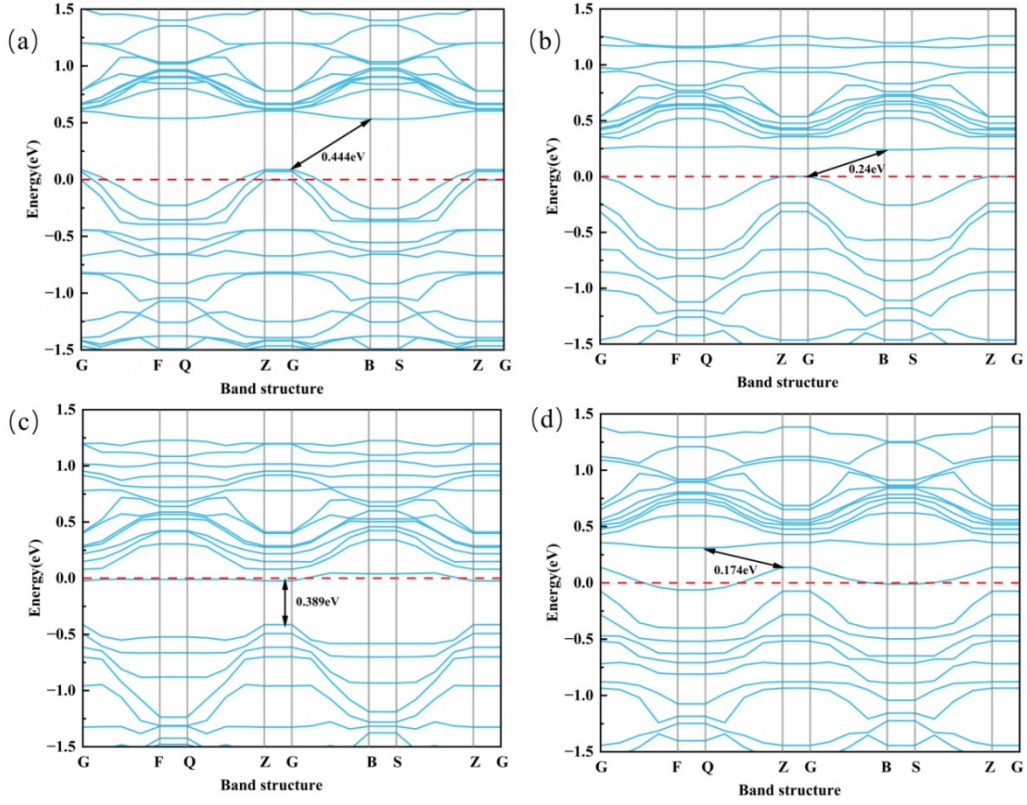 (a)
1.5
1.0
0.5
0.0
−0.5
−1.0
−1.5
Energy(eV)
0.444eV
G F Q Z G B S Z G
Band structure
(b)
1.5
1.0
0.5
0.0
−0.5
−1.0
−1.5
Energy(eV)
0.24eV
G F Q Z G B S Z G
Band structure
(c)
1.5
1.0
0.5
0.0
−0.5
−1.0
−1.5
Energy(eV)
0.389eV
G F Q Z G B S Z G
Band structure
(d)
1.5
1.0
0.5
0.0
−0.5
−1.0
−1.5
Energy(eV)
0.174eV
G F Q Z G B S Z G
Band structure